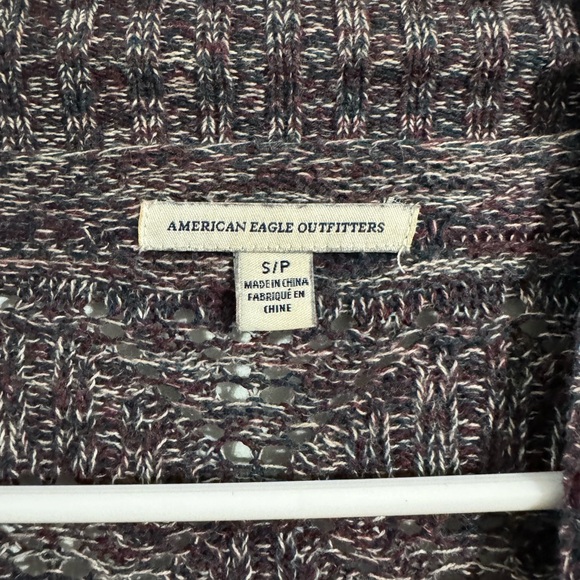 AMERICAN EAGLE OUTFITTERS
S/P
MADE IN CHINA
FABRIQUÉ EN
CHINE